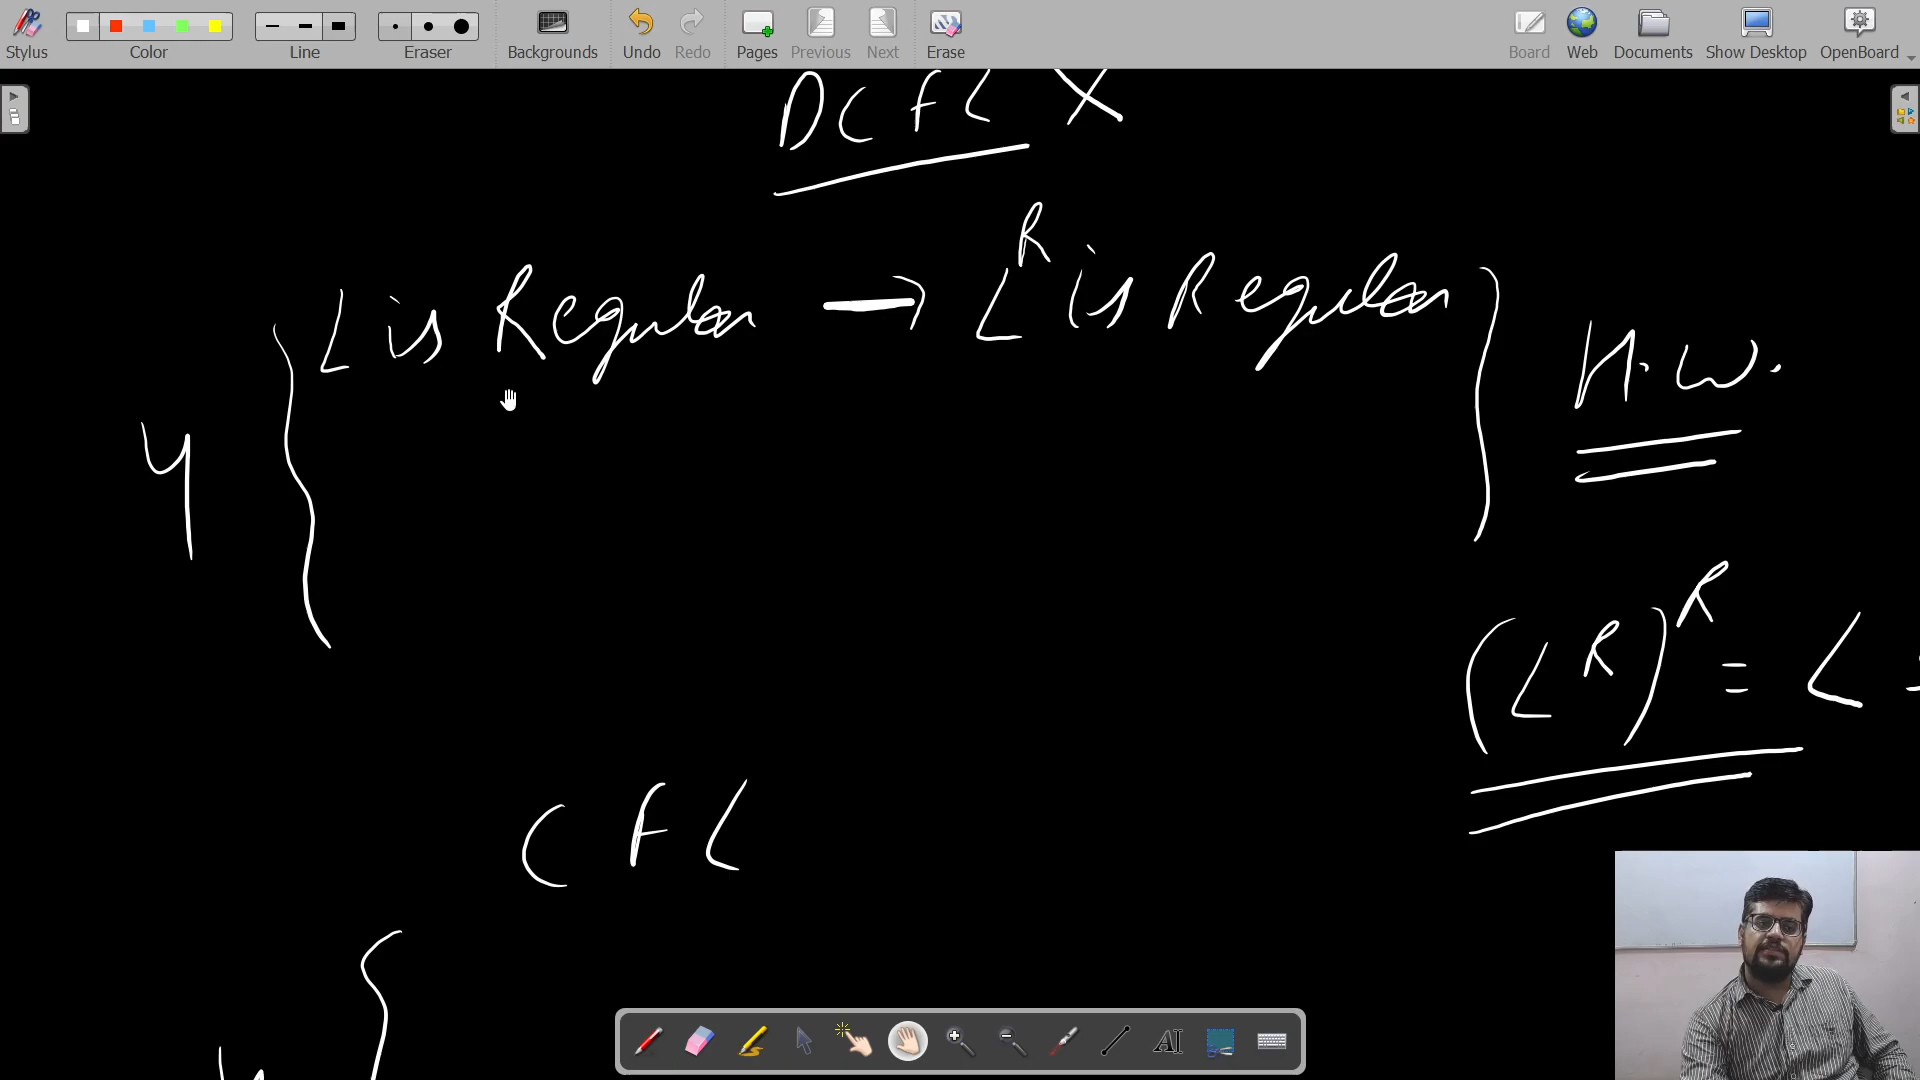 Stylus Color Line Eraser Backgrounds Undo Redo Pages Previous Next Erase Board Web Documents Show Desktop OpenBoard
DCFL X
L is Regular → L^R is Regular
H.W.
4
(L^R)^R = L
CFL